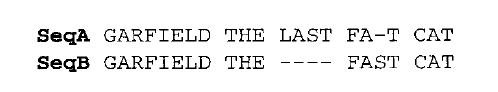 SeqA GARFIELD THE LAST FA-T CAT
SeqB GARFIELD THE ---- FAST CAT